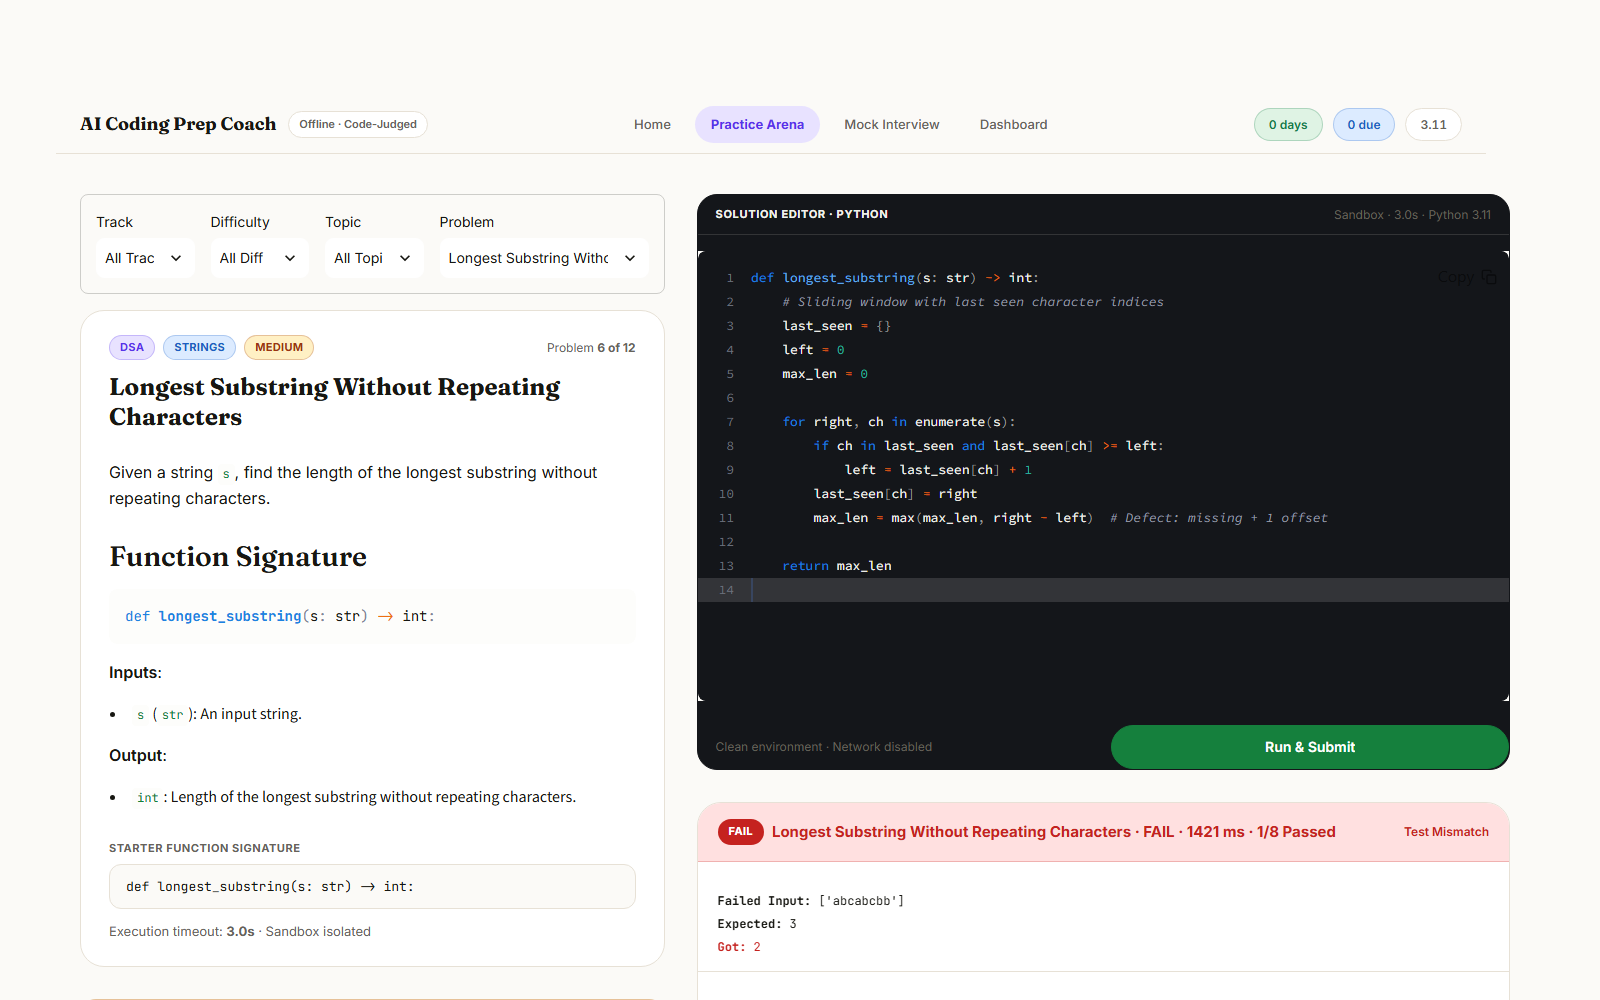 AI Coding Prep Coach
Offline · Code-Judged
Home
Practice Arena
Mock Interview
Dashboard
0 days
0 due
3.11
Track
Difficulty
Topic
Problem
All Trac
All Diff
All Topi
Longest Substring Witho
DSA
STRINGS
MEDIUM
Problem 6 of 12
Longest Substring Without Repeating
Characters
Given a string s , find the length of the longest substring without
repeating characters.
Function Signature
def longest_substring(s: str) -> int:
Inputs:
• s ( str ): An input string.
Output:
• int : Length of the longest substring without repeating characters.
STARTER FUNCTION SIGNATURE
def longest_substring(s: str) -> int:
Execution timeout: 3.0s · Sandbox isolated
SOLUTION EDITOR · PYTHON
Sandbox · 3.0s · Python 3.11
Copy
1 def longest_substring(s: str) -> int:
2     # Sliding window with last seen character indices
3     last_seen = {}
4     left = 0
5     max_len = 0
6
7     for right, ch in enumerate(s):
8         if ch in last_seen and last_seen[ch] >= left:
9             left = last_seen[ch] + 1
10         last_seen[ch] = right
11         max_len = max(max_len, right - left)  # Defect: missing + 1 offset
12
13     return max_len
14
Clean environment · Network disabled
Run & Submit
FAIL
Longest Substring Without Repeating Characters · FAIL · 1421 ms · 1/8 Passed
Test Mismatch
Failed Input: ['abcabcbb']
Expected: 3
Got: 2